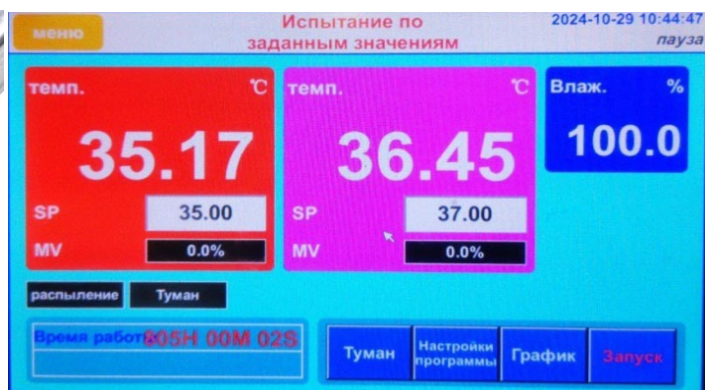 меню
Испытание по
заданным значениям
2024-10-29 10:44:47
пауза
темп. ℃
35.17
SP 35.00
MV 0.0%
темп. ℃
36.45
SP 37.00
MV 0.0%
Влаж. %
100.0
распыление
Туман
Время работы 805H 00M 02S
Туман
Настройки
программы
График
Запуск